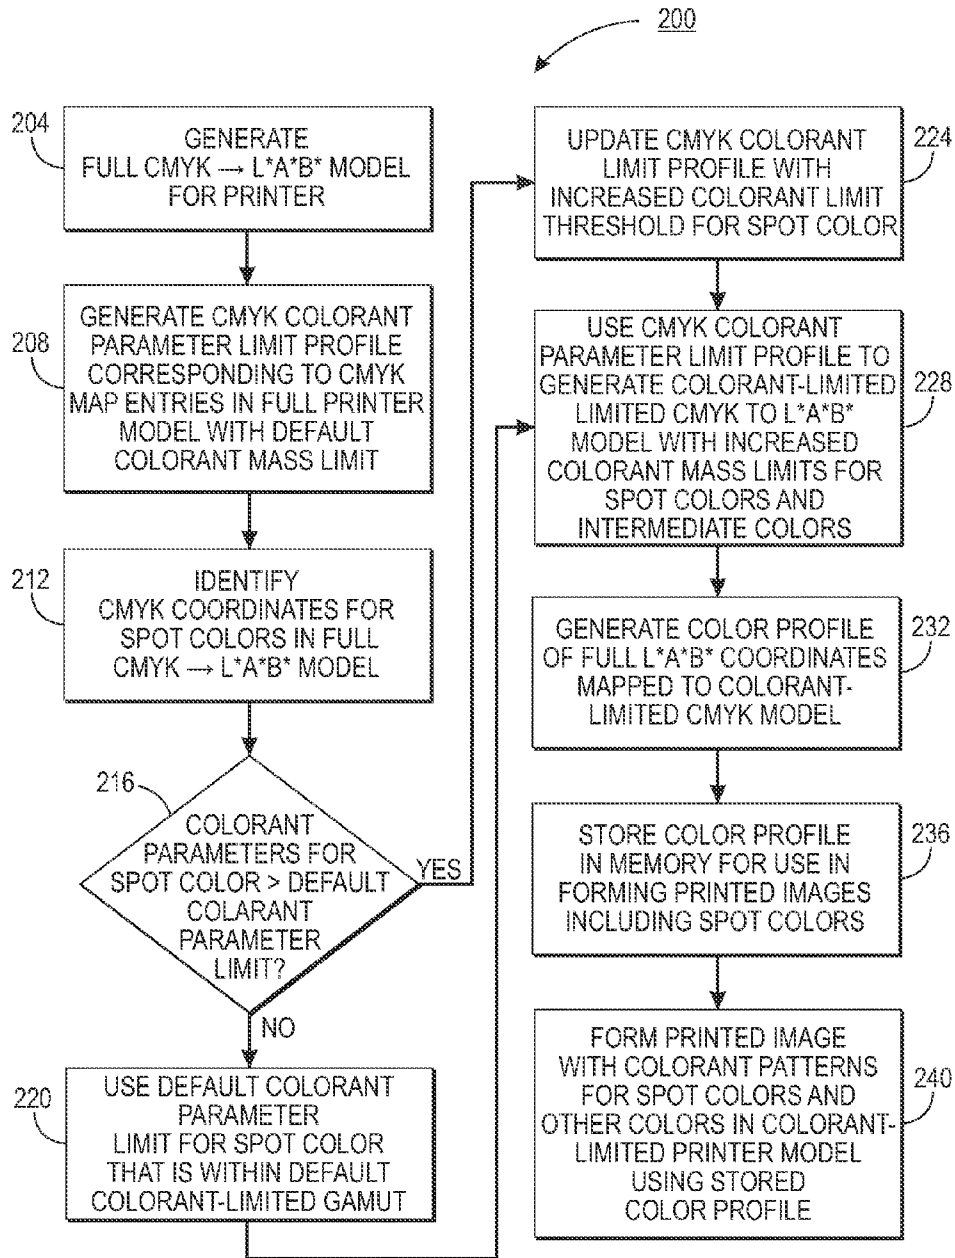 200
204
GENERATE
FULL CMYK → L*A*B* MODEL
FOR PRINTER
208
GENERATE CMYK COLORANT
PARAMETER LIMIT PROFILE
CORRESPONDING TO CMYK
MAP ENTRIES IN FULL PRINTER
MODEL WITH DEFAULT
COLORANT MASS LIMIT
212
IDENTIFY
CMYK COORDINATES FOR
SPOT COLORS IN FULL
CMYK → L*A*B* MODEL
216
COLORANT
PARAMETERS FOR
SPOT COLOR > DEFAULT
COLARANT
PARAMETER
LIMIT?
YES
NO
220
USE DEFAULT COLORANT
PARAMETER
LIMIT FOR SPOT COLOR
THAT IS WITHIN DEFAULT
COLORANT-LIMITED GAMUT
224
UPDATE CMYK COLORANT
LIMIT PROFILE WITH
INCREASED COLORANT LIMIT
THRESHOLD FOR SPOT COLOR
228
USE CMYK COLORANT
PARAMETER LIMIT PROFILE TO
GENERATE COLORANT-LIMITED
LIMITED CMYK TO L*A*B*
MODEL WITH INCREASED
COLORANT MASS LIMITS FOR
SPOT COLORS AND
INTERMEDIATE COLORS
232
GENERATE COLOR PROFILE
OF FULL L*A*B* COORDINATES
MAPPED TO COLORANT-
LIMITED CMYK MODEL
236
STORE COLOR PROFILE
IN MEMORY FOR USE IN
FORMING PRINTED IMAGES
INCLUDING SPOT COLORS
240
FORM PRINTED IMAGE
WITH COLORANT PATTERNS
FOR SPOT COLORS AND
OTHER COLORS IN COLORANT-
LIMITED PRINTER MODEL
USING STORED
COLOR PROFILE